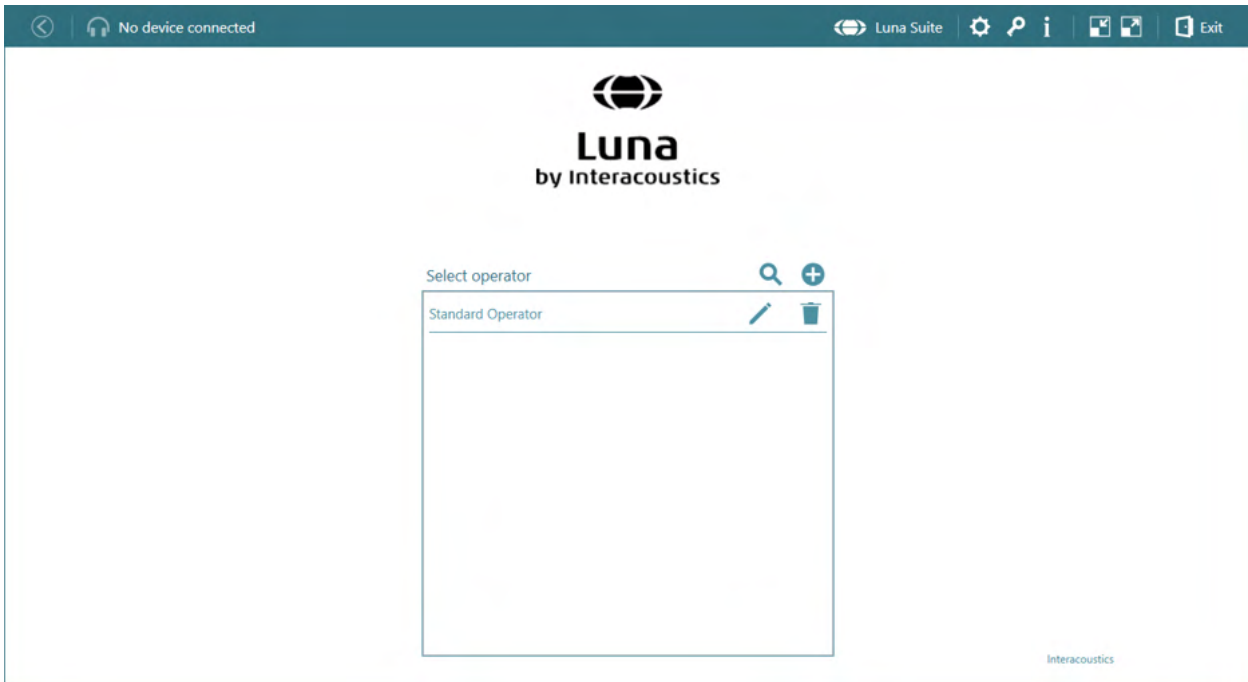 No device connected
Luna Suite
i
Exit
Luna
by Interacoustics
Select operator
Standard Operator
Interacoustics